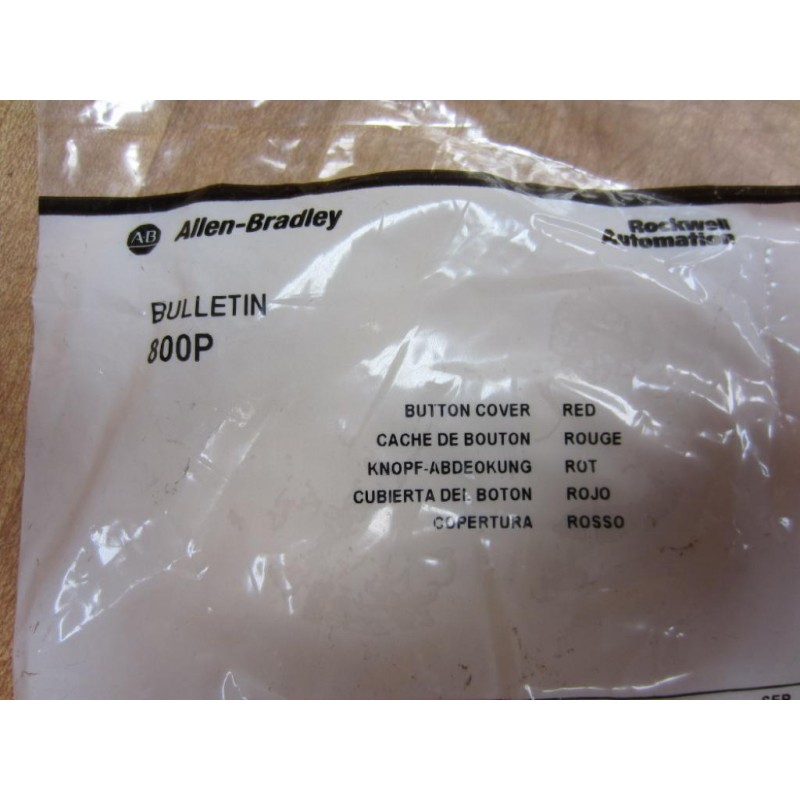 AB Allen-Bradley
Rockwell
Automation
BULLETIN
800P
BUTTON COVER RED
CACHE DE BOUTON ROUGE
KNOPF-ABDEOKUNG ROT
CUBIERTA DEL BOTON ROJO
COPERTURA ROSSO